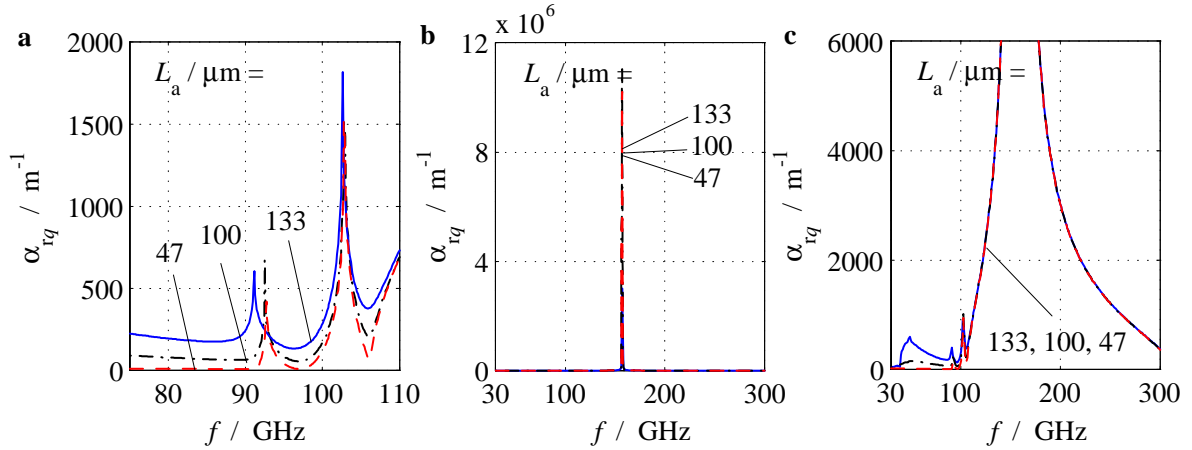 a
2000
1500
1000
500
0
L_a / μm =
47
100
133
80
90
100
110
α_rq / m^-1
f / GHz
b
x 10^6
12
8
4
0
L_a / μm =
133
100
47
30
100
200
300
α_rq / m^-1
f / GHz
c
6000
4000
2000
0
L_a / μm =
133, 100, 47
30
100
200
300
α_rq / m^-1
f / GHz